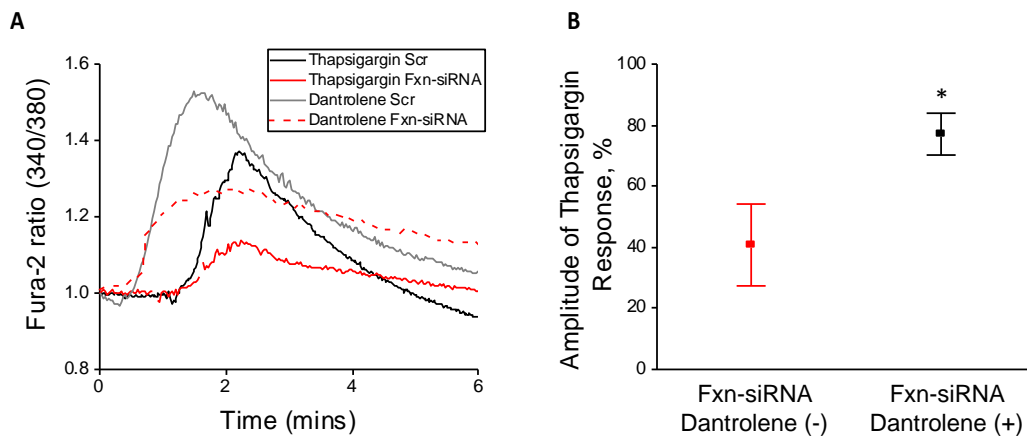 A
B
Thapsigargin Scr
Thapsigargin Fxn-siRNA
Dantrolene Scr
Dantrolene Fxn-siRNA
Fura-2 ratio (340/380)
1.6
1.4
1.2
1.0
0.8
0
2
4
6
Time (mins)
Amplitude of Thapsigargin
Response, %
100
80
60
40
20
0
*
Fxn-siRNA
Dantrolene (-)
Fxn-siRNA
Dantrolene (+)